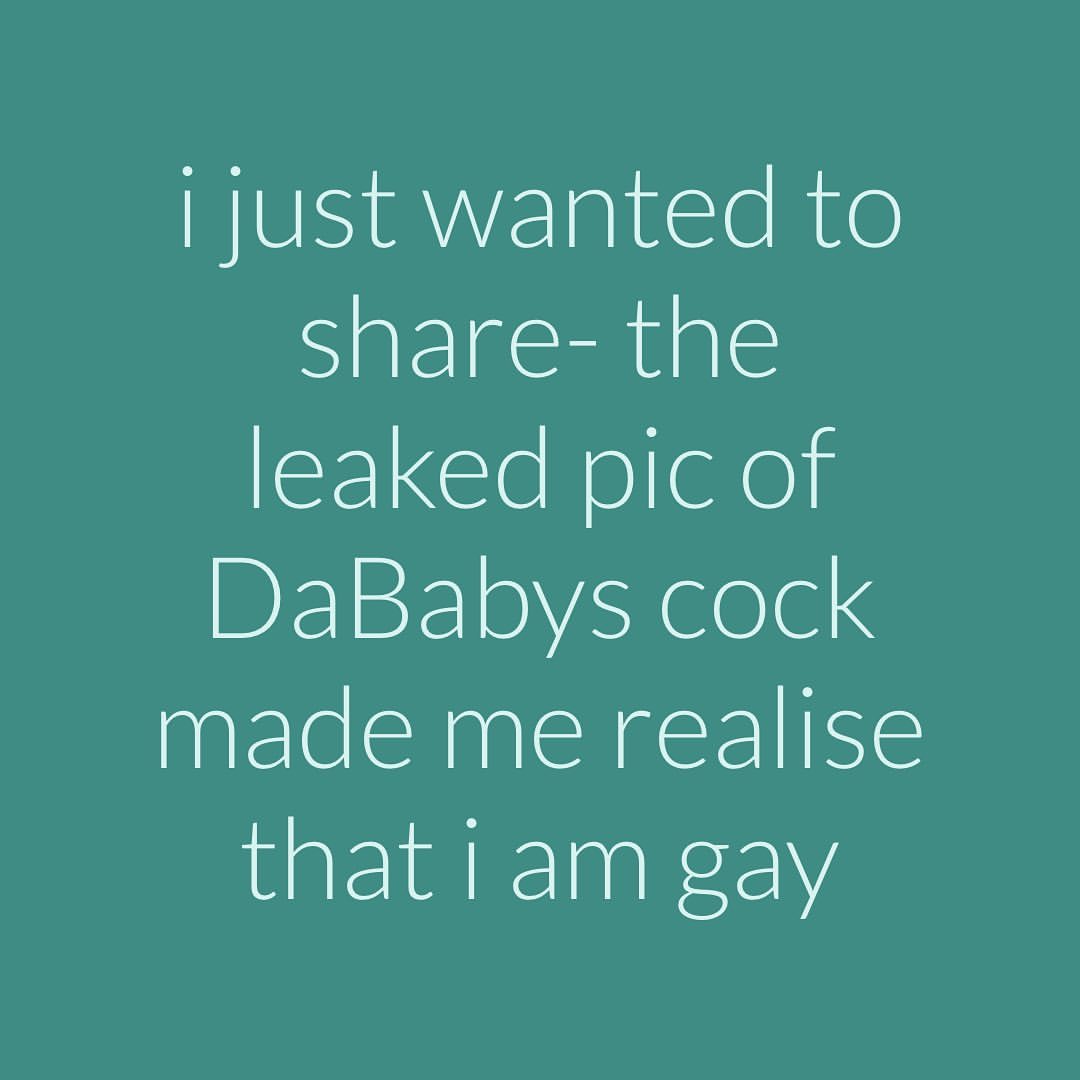 i just wanted to
share- the
leaked pic of
DaBabys cock
made me realise
that i am gay